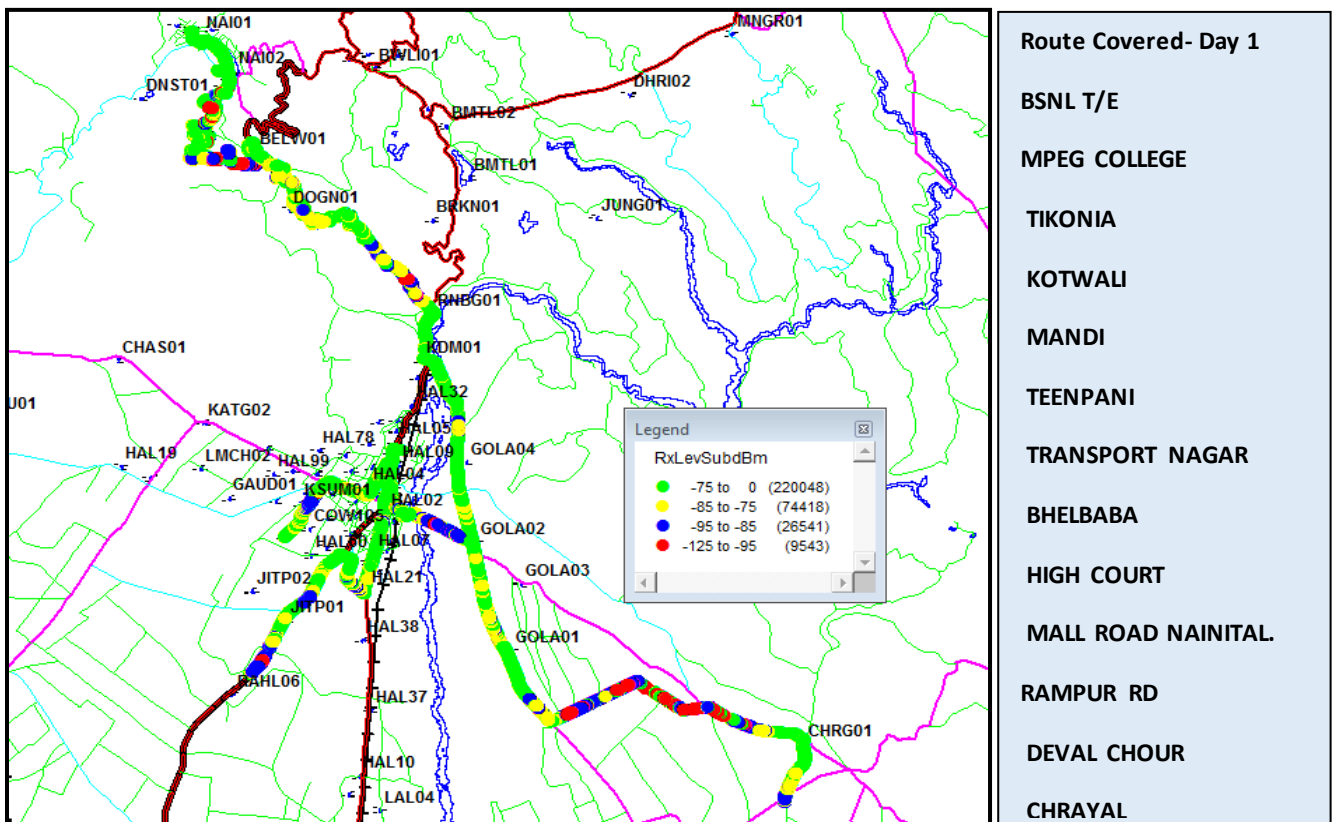 NAI01
MNGR01
NAI02
BWLI01
DNST01
DHRI02
BMTL02
BELW01
BMTL01
DOGN01
BRKN01
JUNG01
RNBG01
CHAS01
KDM01
HAL32
J01
KATG02
HAL05
HAL78
HAL09
GOLA04
HAL19
LMCH02
HAL99
HAL04
GAUD01
KSUM01
HAL02
COW105
GOLA02
HAL07
JITP02
HAL21
GOLA03
JITP01
HAL38
GOLA01
RAHL06
HAL37
CHRG01
HAL10
LAL04
Legend
RxLevSubdBm
-75 to 0 (220048)
-85 to -75 (74418)
-95 to -85 (26541)
-125 to -95 (9543)
Route Covered- Day 1
BSNL T/E
MPEG COLLEGE
TIKONIA
KOTWALI
MANDI
TEENPANI
TRANSPORT NAGAR
BHELBABA
HIGH COURT
MALL ROAD NAINITAL.
RAMPUR RD
DEVAL CHOUR
CHRAYAL